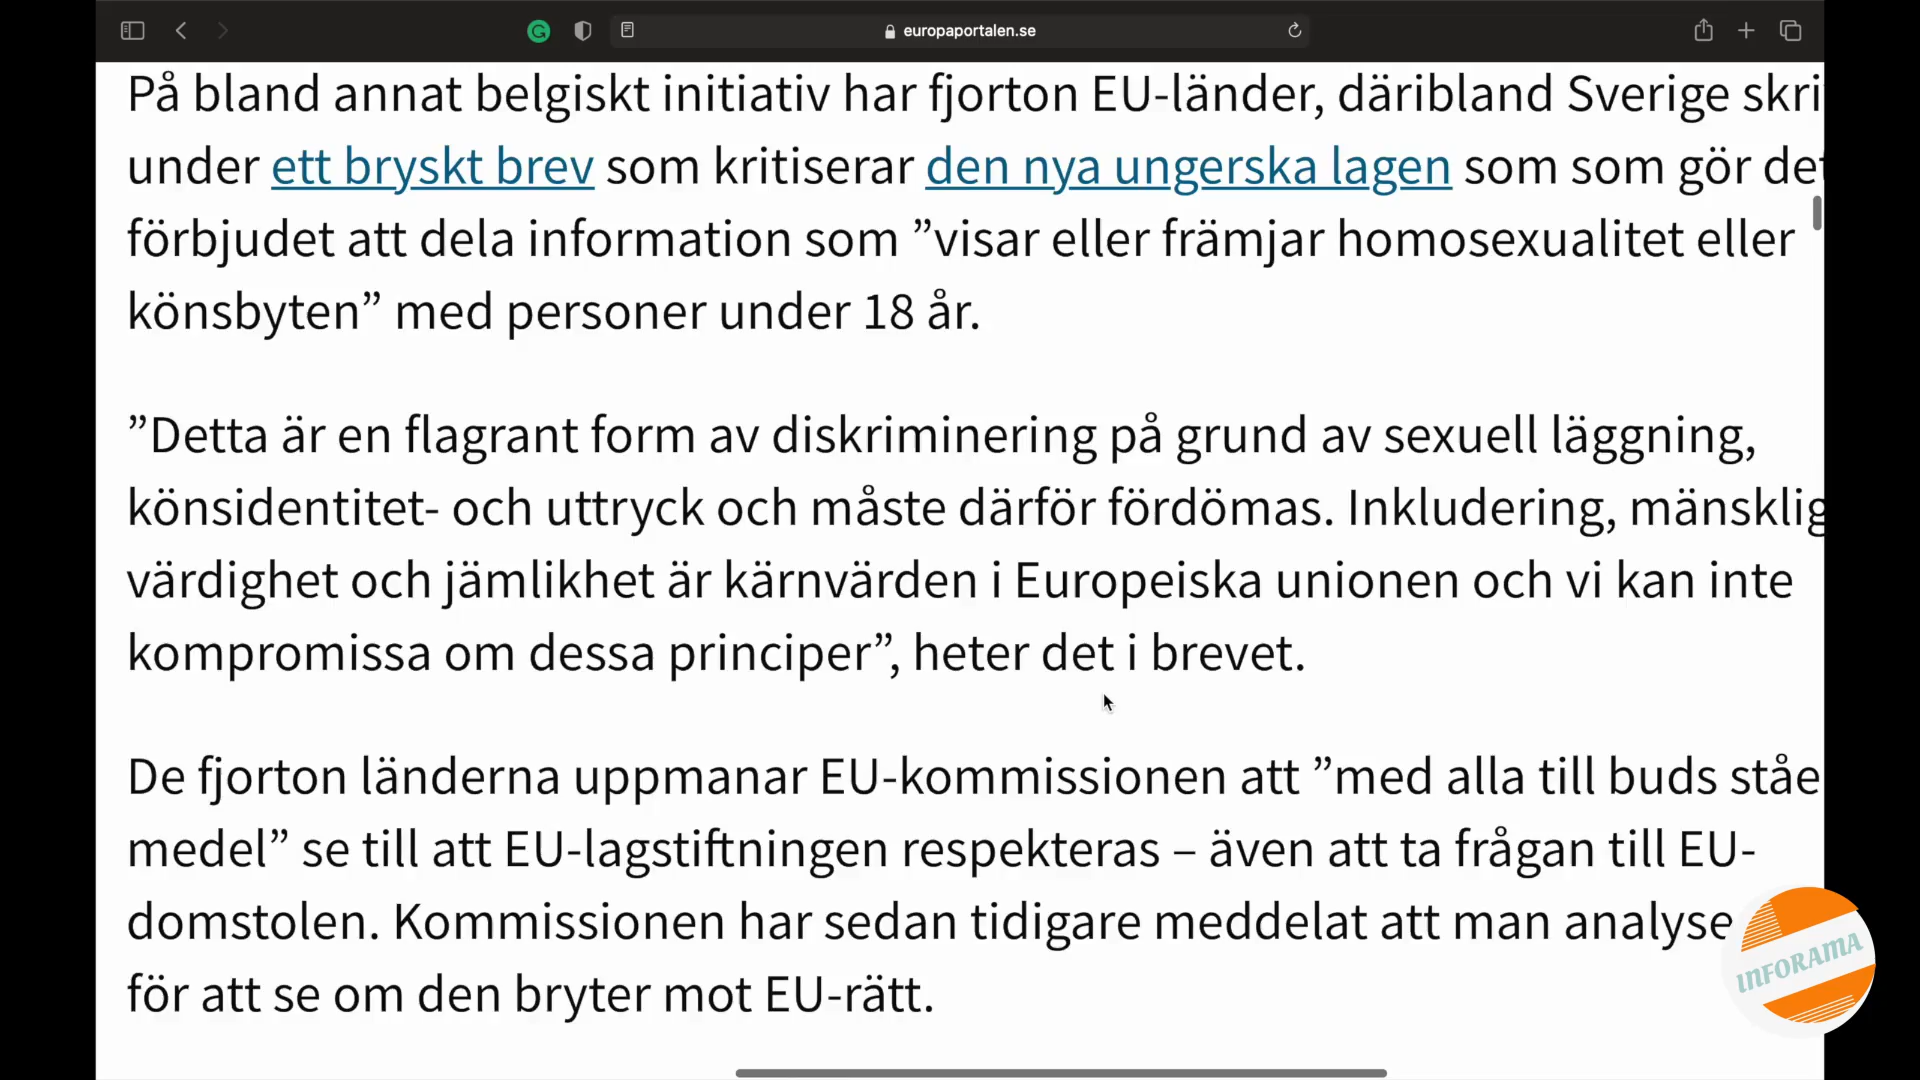 europaportalen.se
På bland annat belgiskt initiativ har fjorton EU-länder, däribland Sverige skri
under ett bryskt brev som kritiserar den nya ungerska lagen som som gör det
förbjudet att dela information som ”visar eller främjar homosexualitet eller
könsbyten” med personer under 18 år.
”Detta är en flagrant form av diskriminering på grund av sexuell läggning,
könsidentitet- och uttryck och måste därför fördömas. Inkludering, mänsklig
värdighet och jämlikhet är kärnvärden i Europeiska unionen och vi kan inte
kompromissa om dessa principer”, heter det i brevet.
De fjorton länderna uppmanar EU-kommissionen att ”med alla till buds ståe
medel” se till att EU-lagstiftningen respekteras – även att ta frågan till EU-
domstolen. Kommissionen har sedan tidigare meddelat att man analyse
för att se om den bryter mot EU-rätt.
INFORAMA